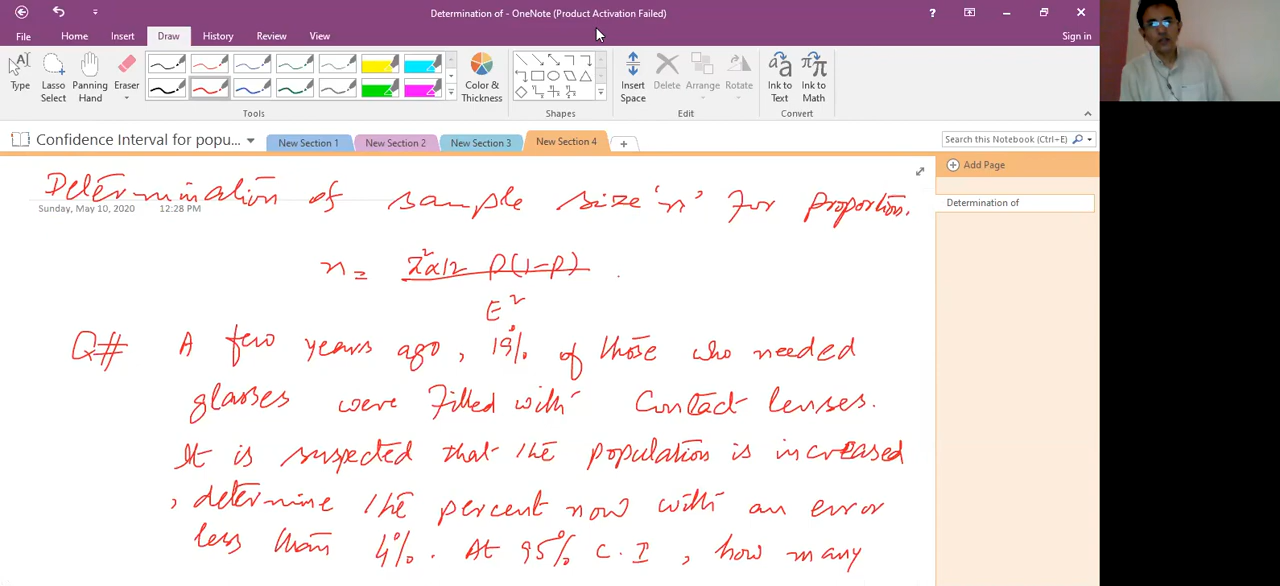 Determination of - OneNote (Product Activation Failed)
?
File Home Insert Draw History Review View Sign in
Type Lasso Select Panning Hand Eraser Color & Thickness Insert Space Delete Arrange Rotate Ink to Text Ink to Math
Tools Shapes Edit Convert
Confidence Interval for popu... New Section 1 New Section 2 New Section 3 New Section 4 Search this Notebook (Ctrl+E)
Add Page
Determination of
Determination of sample size 'n' for proportion.
Sunday, May 10, 2020 12:28 PM
n = Z²α/2 P(1-P)
E²
Q# A few years ago, 19% of those who needed
glasses were filled with contact lenses.
It is suspected that the population is increased
, determine the percent now with an error
less than 4%. At 95% C.I, how many